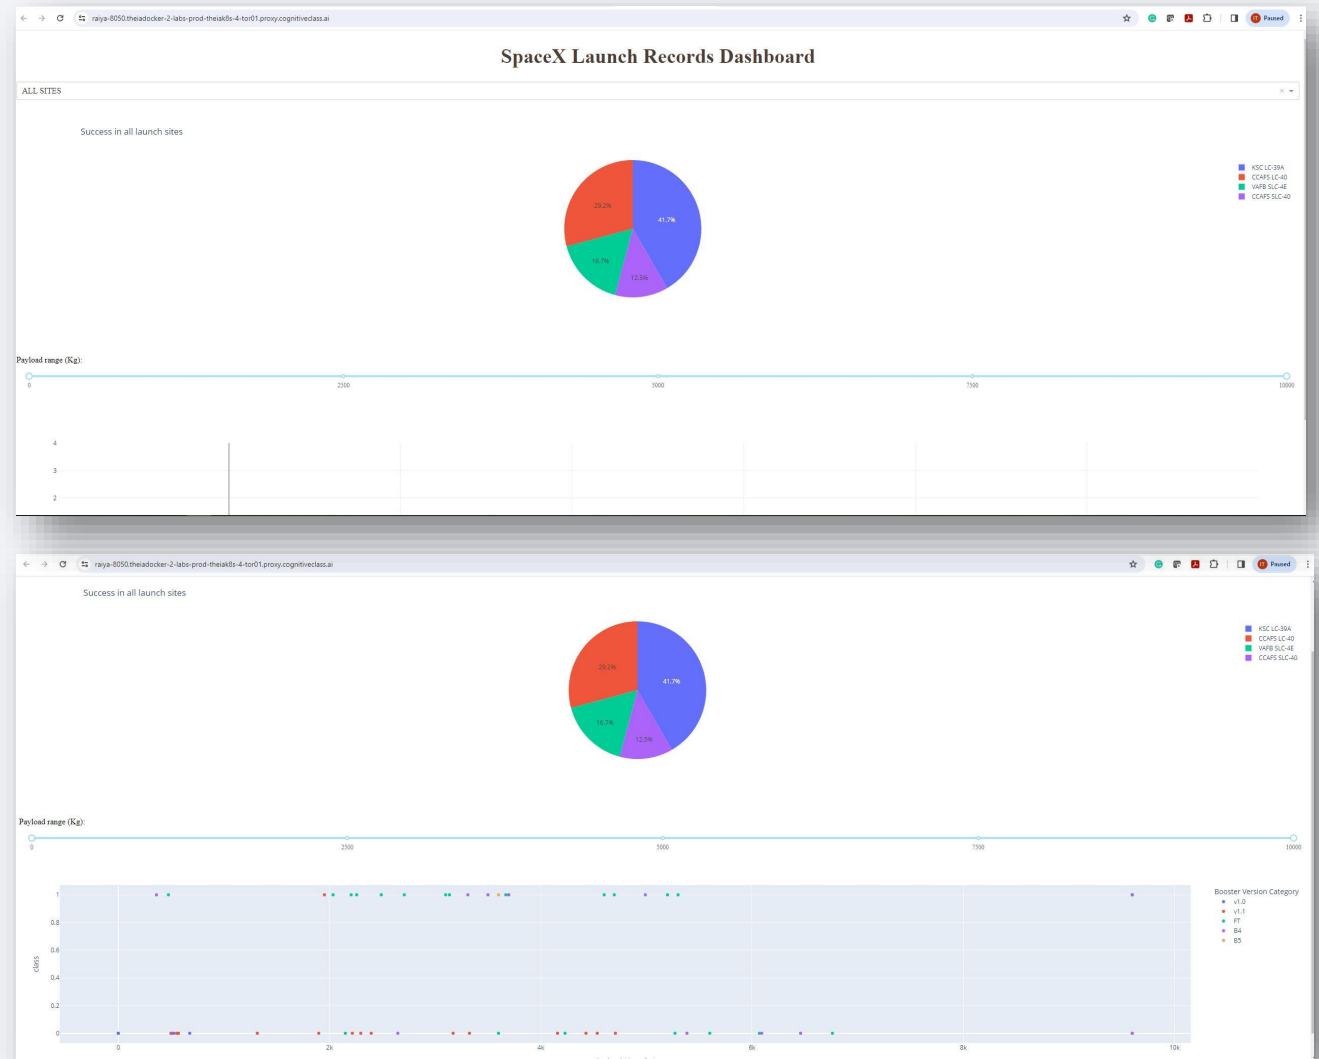 raiya-8050.theiadocker-2-labs-prod-theiak8s-4-tor01.proxy.cognitiveclass.ai
Paused
SpaceX Launch Records Dashboard
ALL SITES
Success in all launch sites
KSC LC-39A
CCAFS LC-40
VAFB SLC-4E
CCAFS SLC-40
29.2%
41.7%
16.7%
12.5%
Payload range (Kg):
0 2500 5000 7500 10000
4
3
2
raiya-8050.theiadocker-2-labs-prod-theiak8s-4-tor01.proxy.cognitiveclass.ai
Paused
Success in all launch sites
KSC LC-39A
CCAFS LC-40
VAFB SLC-4E
CCAFS SLC-40
29.2%
41.7%
16.7%
12.5%
Payload range (Kg):
0 2500 5000 7500 10000
Booster Version Category
v1.0
v1.1
FT
B4
B5
class
1
0.8
0.6
0.4
0.2
0
0 2k 4k 6k 8k 10k